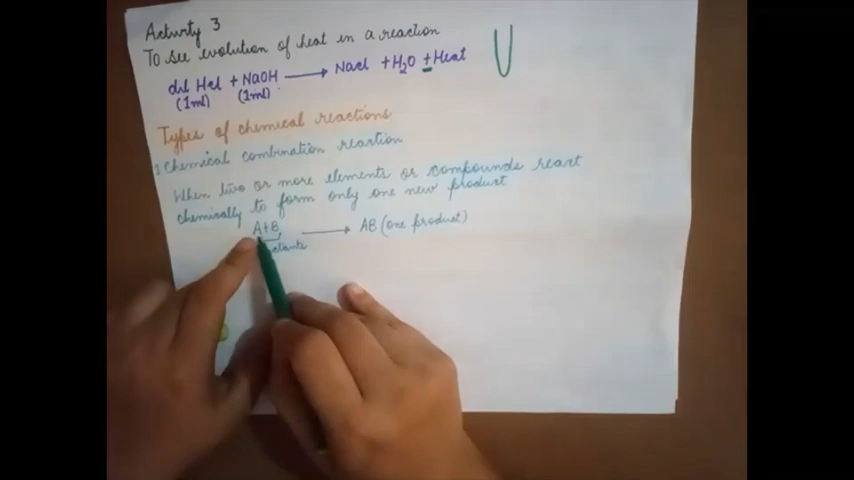 Activity 3
To see evolution of heat in a reaction
dil Hcl + NaOH ⟶ Nacl + H₂O + Heat
(1ml) (1ml)
Types of chemical reactions
1 Chemical combination reaction
When two or more elements or compounds react
chemically to form only one new product
A+B ⟶ AB (one product)